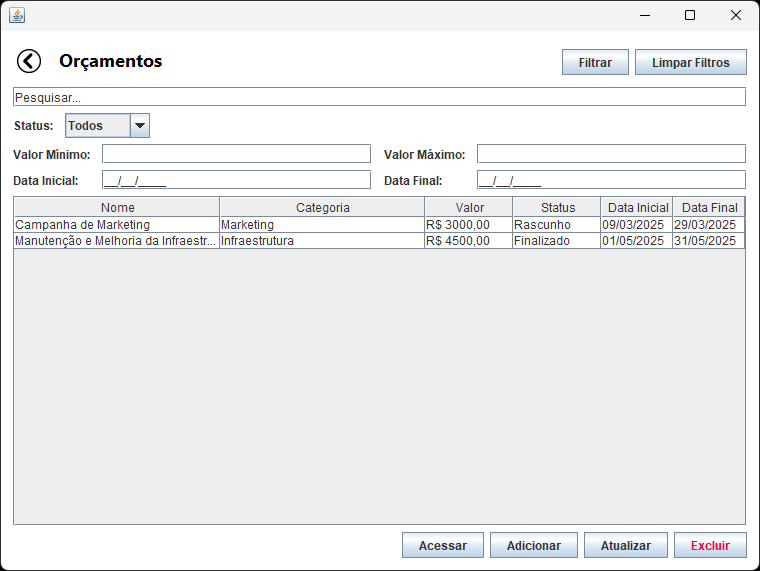 Orçamentos Filtrar Limpar Filtros
Pesquisar...
Status: Todos
Valor Mínimo: Valor Máximo:
Data Inicial: __/__/____ Data Final: __/__/____
Nome Categoria Valor Status Data Inicial Data Final
Campanha de Marketing Marketing R$ 3000,00 Rascunho 09/03/2025 29/03/2025
Manutenção e Melhoria da Infraestr... Infraestrutura R$ 4500,00 Finalizado 01/05/2025 31/05/2025
Acessar Adicionar Atualizar Excluir